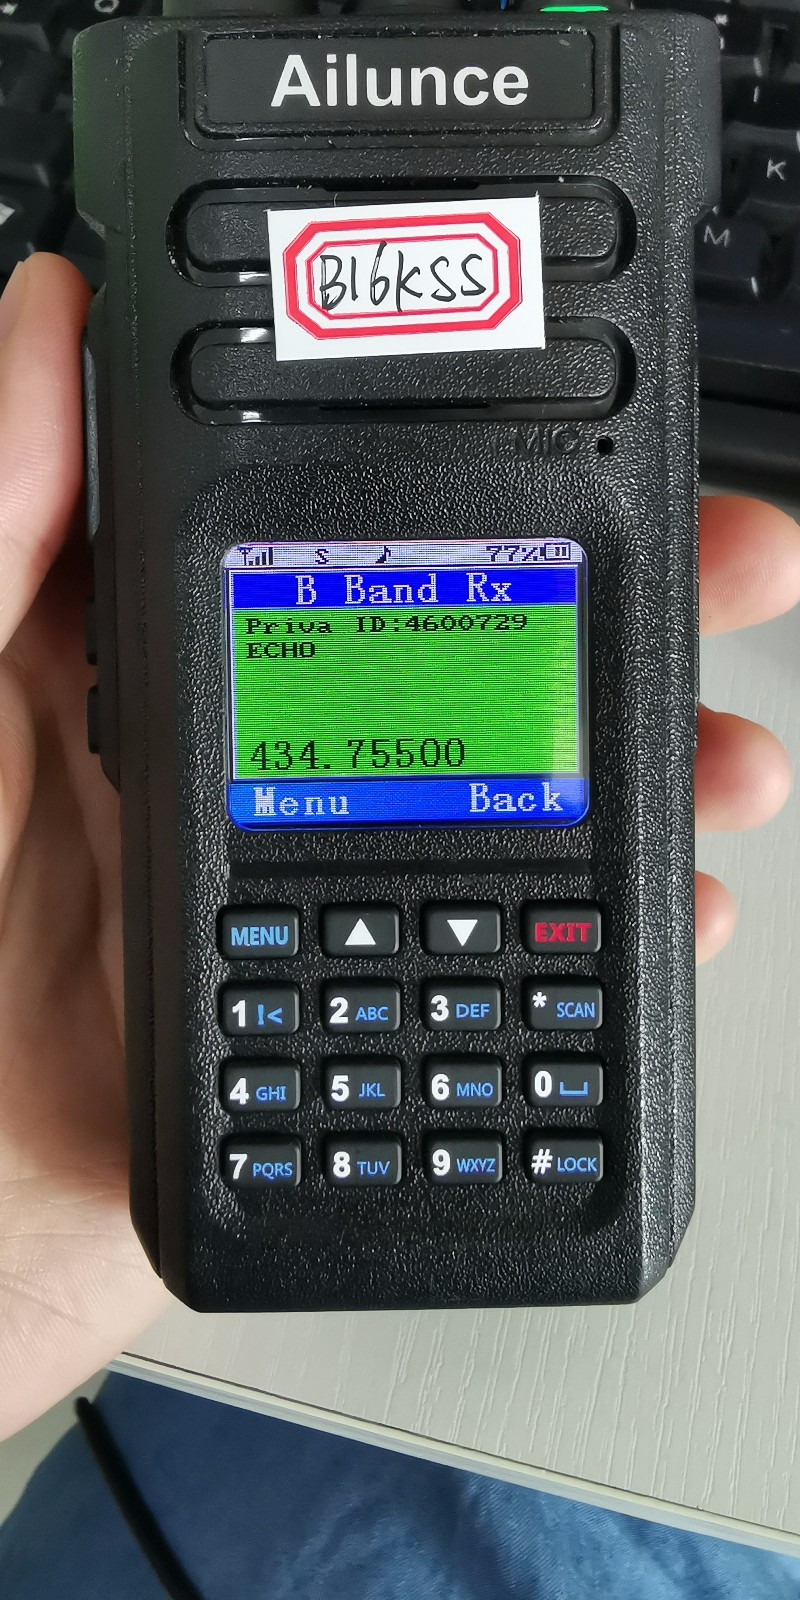 Ailunce
BI6KSS
MIC
S 77%
B Band Rx
Priva ID:4600729
ECHO
434.75500
Menu Back
MENU EXIT
1 !< 2 ABC 3 DEF * SCAN
4 GHI 5 JKL 6 MNO 0
7 PQRS 8 TUV 9 WXYZ # LOCK
I
K
M